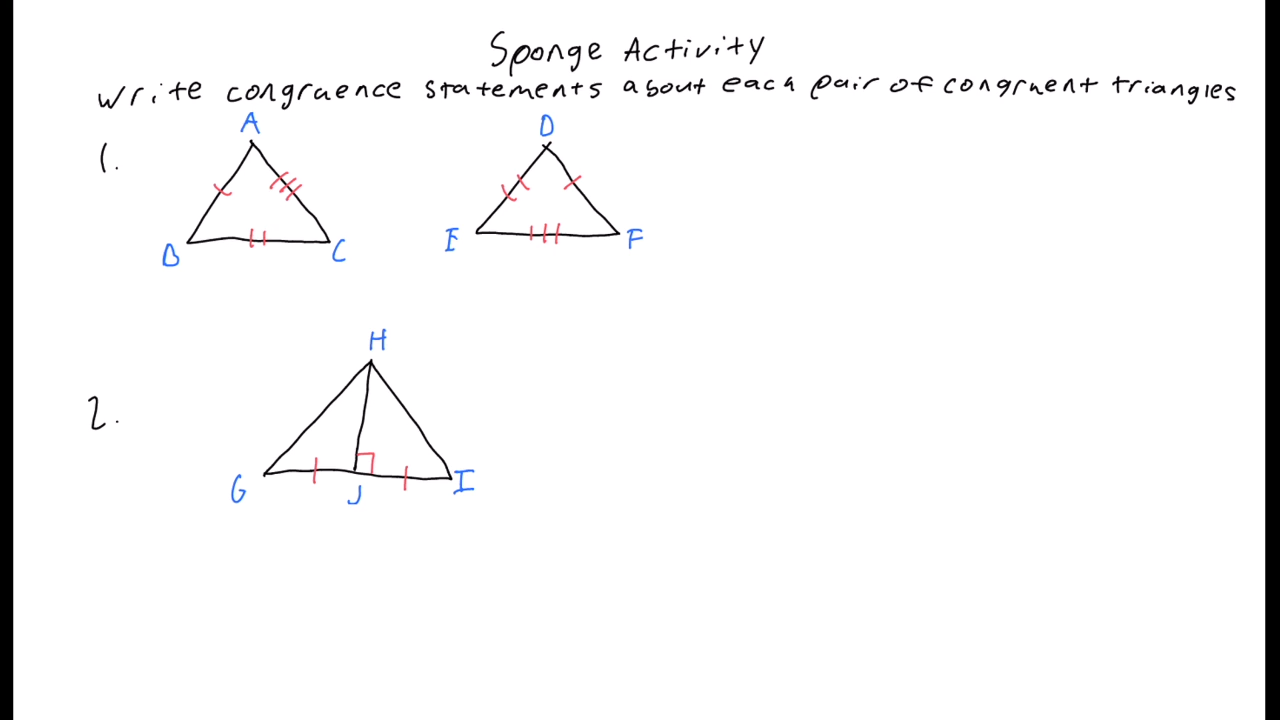 Sponge Activity
Write congruence statements about each pair of congruent triangles
A
D
1.
B
C
E
F
H
2.
G
J
I